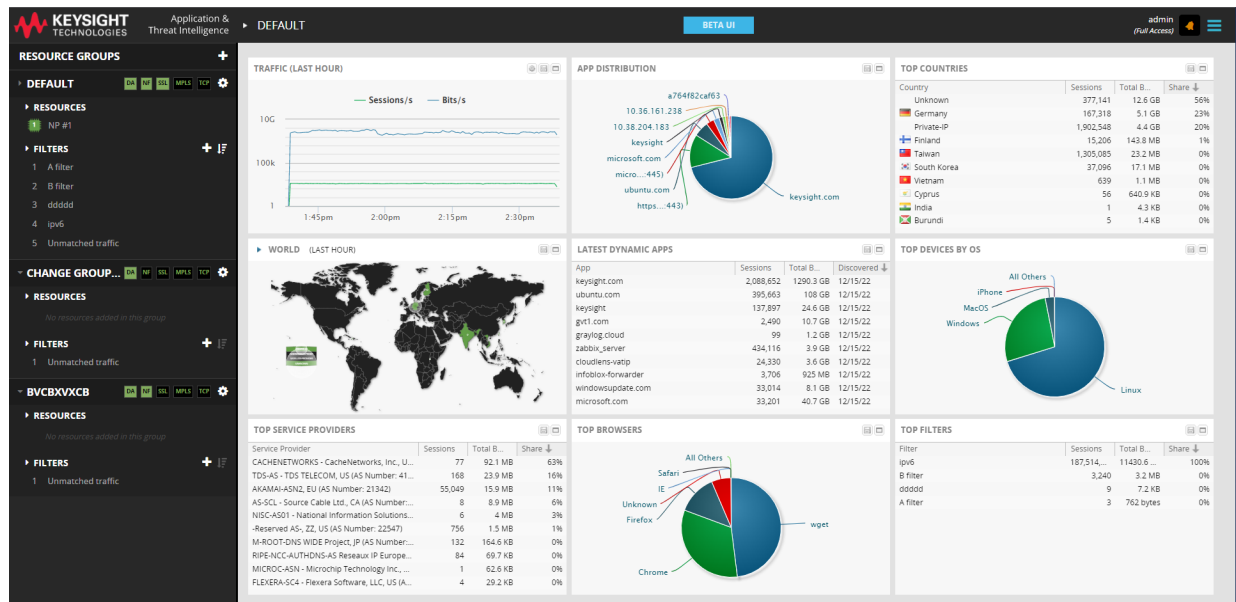 KEYSIGHT
TECHNOLOGIES
Application &
Threat Intelligence
DEFAULT
BETA UI
admin
(Full Access)
RESOURCE GROUPS +
DEFAULT DA NF SSL MPLS TCP
RESOURCES
1 NP #1
FILTERS +
1 A filter
2 B filter
3 ddddd
4 ipv6
5 Unmatched traffic
CHANGE GROUP... DA NF SSL MPLS TCP
RESOURCES
No resources added in this group
FILTERS +
1 Unmatched traffic
BVCBXVXCB DA NF SSL MPLS TCP
RESOURCES
No resources added in this group
FILTERS +
1 Unmatched traffic
TRAFFIC (LAST HOUR)
Sessions/s Bits/s
10G
100k
1
1:45pm 2:00pm 2:15pm 2:30pm
APP DISTRIBUTION
a764f82caf63
10.36.161.238
10.38.204.183
keysight
microsoft.com
micro...:445)
ubuntu.com
https...:443)
keysight.com
TOP COUNTRIES
Country Sessions Total B... Share
Unknown 377,141 12.6 GB 56%
Germany 167,318 5.1 GB 23%
Private-IP 1,902,548 4.4 GB 20%
Finland 15,206 143.8 MB 1%
Taiwan 1,305,085 23.2 MB 0%
South Korea 37,096 17.1 MB 0%
Vietnam 639 1.1 MB 0%
Cyprus 56 640.9 KB 0%
India 1 4.3 KB 0%
Burundi 5 1.4 KB 0%
WORLD (LAST HOUR)
LATEST DYNAMIC APPS
App Sessions Total B... Discovered
keysight.com 2,088,652 1290.3 GB 12/15/22
ubuntu.com 395,663 108 GB 12/15/22
keysight 137,897 24.6 GB 12/15/22
gvt1.com 2,490 10.7 GB 12/15/22
graylog.cloud 99 1.2 GB 12/15/22
zabbix_server 434,116 3.9 GB 12/15/22
cloudlens-vatip 24,330 3.6 GB 12/15/22
infoblox-forwarder 3,706 925 MB 12/15/22
windowsupdate.com 33,014 8.1 GB 12/15/22
microsoft.com 33,201 40.7 GB 12/15/22
TOP DEVICES BY OS
All Others
iPhone
MacOS
Windows
Linux
TOP SERVICE PROVIDERS
Service Provider Sessions Total B... Share
CACHENETWORKS - CacheNetworks, Inc., U... 77 92.1 MB 63%
TDS-AS - TDS TELECOM, US (AS Number: 41... 168 23.9 MB 16%
AKAMAI-ASN2, EU (AS Number: 21342) 55,049 15.9 MB 11%
AS-SCL - Source Cable Ltd., CA (AS Number:... 8 8.9 MB 6%
NISC-AS01 - National Information Solutions... 6 4 MB 3%
-Reserved AS-, ZZ, US (AS Number: 22547) 756 1.5 MB 1%
M-ROOT-DNS WIDE Project, JP (AS Number:... 132 164.6 KB 0%
RIPE-NCC-AUTHDNS-AS Reseaux IP Europe... 84 69.7 KB 0%
MICROC-ASN - Microchip Technology Inc., ... 1 62.6 KB 0%
FLEXERA-SC4 - Flexera Software, LLC, US (A... 4 29.2 KB 0%
TOP BROWSERS
All Others
Safari
IE
Unknown
Firefox
Chrome
wget
TOP FILTERS
Filter Sessions Total B... Share
ipv6 187,514,... 11430.6 ... 100%
B filter 3,240 3.2 MB 0%
ddddd 9 7.2 KB 0%
A filter 3 762 bytes 0%